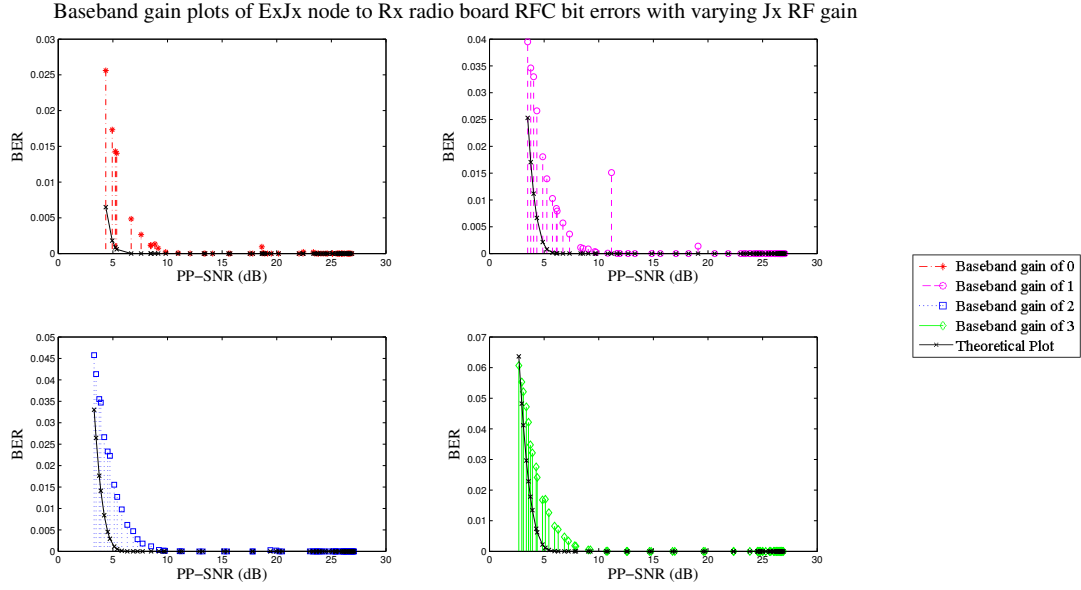 Baseband gain plots of ExJx node to Rx radio board RFC bit errors with varying Jx RF gain
0.03
0.025
0.02
0.015
0.01
0.005
0
BER
0 5 10 15 20 25 30
PP−SNR (dB)
0.04
0.035
0.03
0.025
0.02
0.015
0.01
0.005
0
BER
0 5 10 15 20 25 30
PP−SNR (dB)
Baseband gain of 0
Baseband gain of 1
Baseband gain of 2
Baseband gain of 3
Theoretical Plot
0.05
0.045
0.04
0.035
0.03
0.025
0.02
0.015
0.01
0.005
0
BER
0 5 10 15 20 25 30
PP−SNR (dB)
0.07
0.06
0.05
0.04
0.03
0.02
0.01
0
BER
0 5 10 15 20 25 30
PP−SNR (dB)